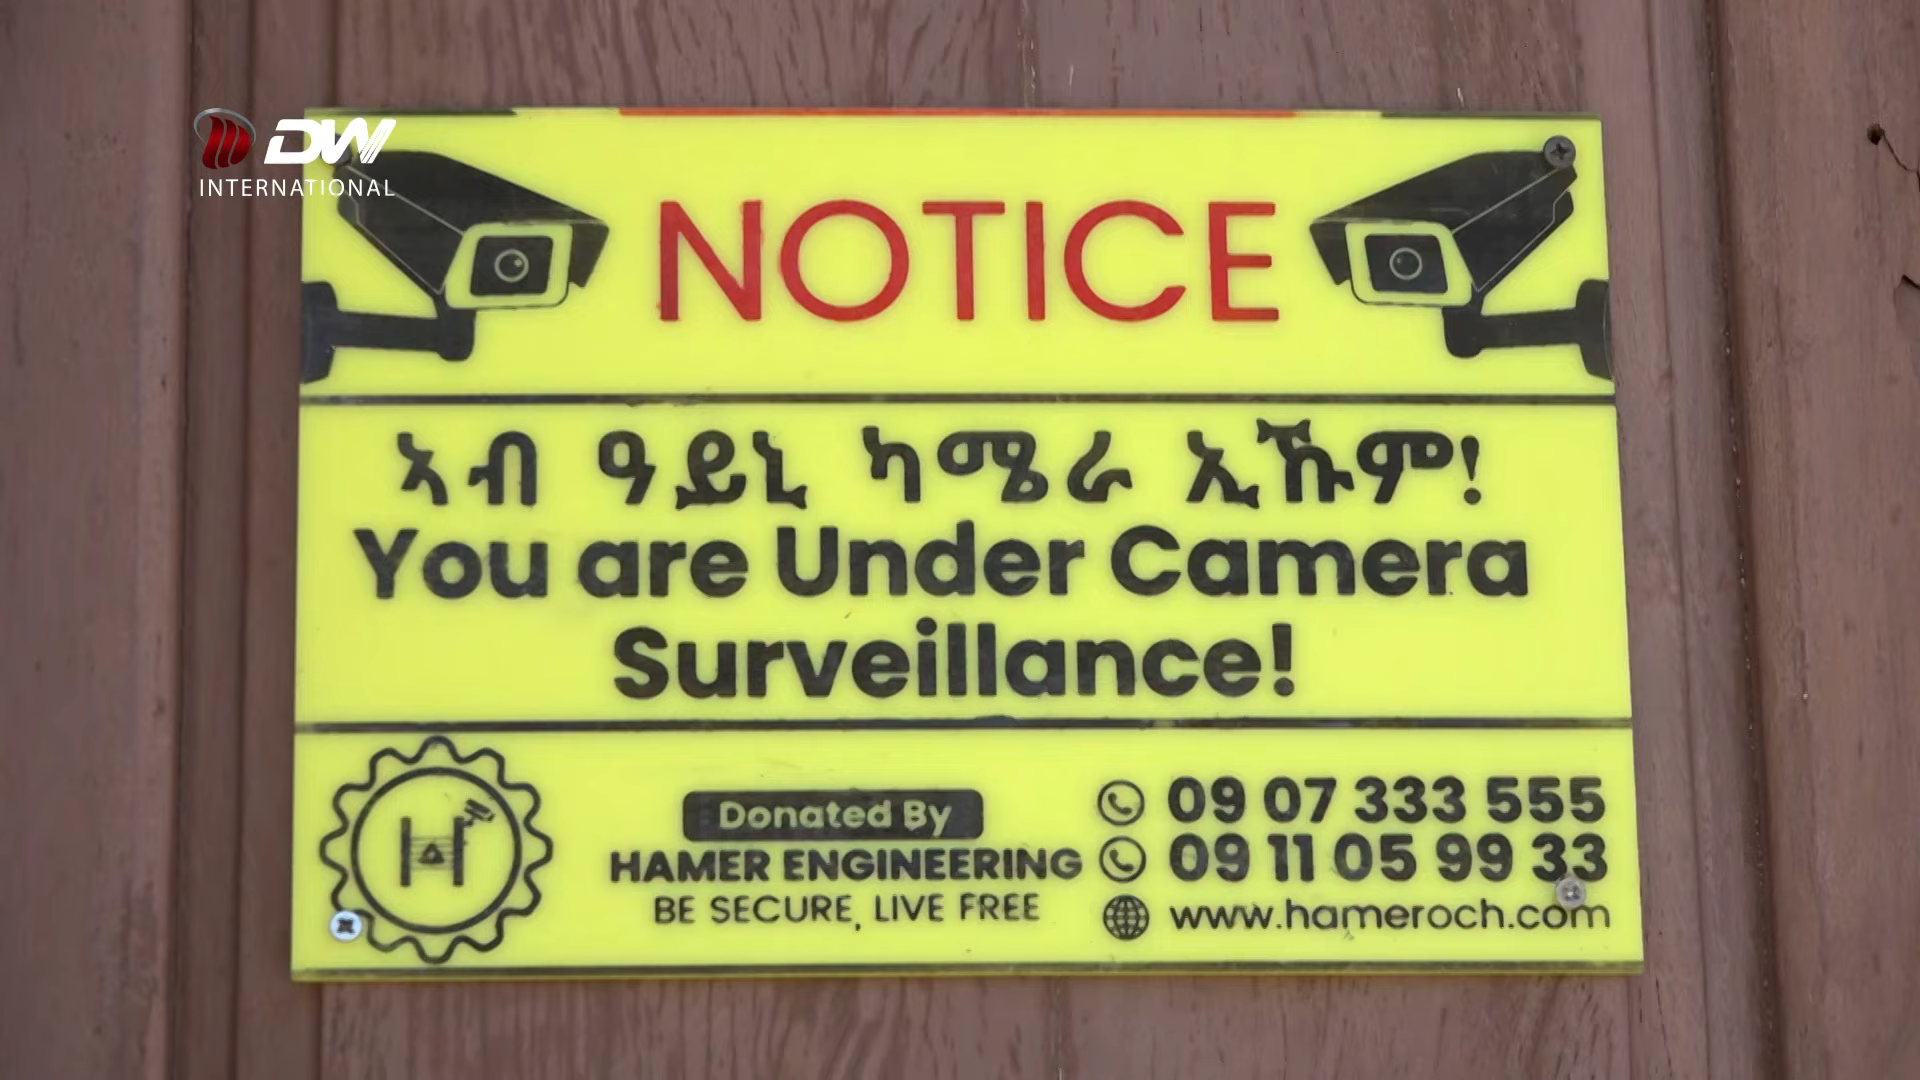 DW
INTERNATIONAL
NOTICE
ኣብ ዓይኒ ካሜራ ኢኹም!
You are Under Camera
Surveillance!
H
Donated By
HAMER ENGINEERING
BE SECURE, LIVE FREE
09 07 333 555
09 11 05 99 33
www.hameroch.com